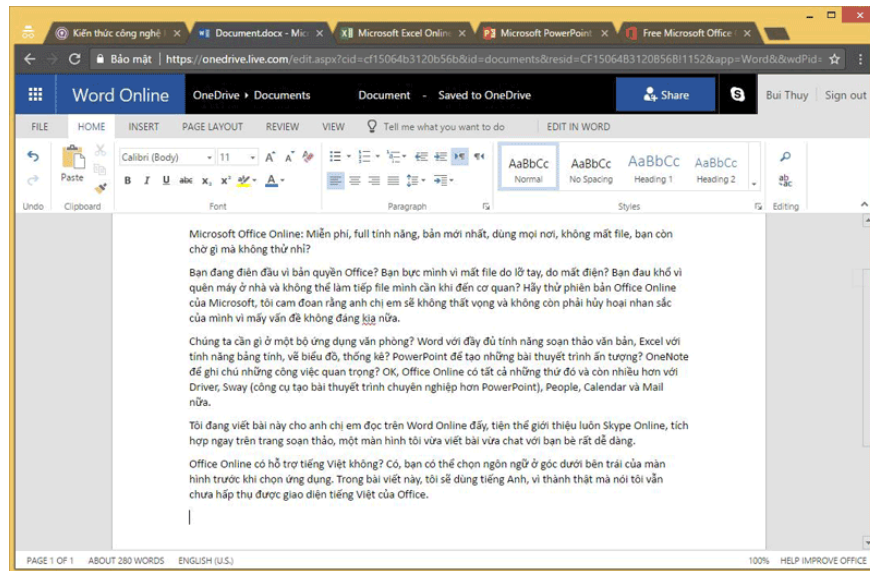 Kiến thức công nghệ
Document.docx - Mic
Microsoft Excel Online
Microsoft PowerPoint
Free Microsoft Office
Bảo mật
https://onedrive.live.com/edit.aspx?cid=cf15064b3120b56b&id=documents&resid=CF15064B3120B56B!1152&app=Word&&wdPid=
Word Online
OneDrive
Documents
Document - Saved to OneDrive
Share
Bui Thuy
Sign out
FILE HOME INSERT PAGE LAYOUT REVIEW VIEW Tell me what you want to do EDIT IN WORD
Paste
Calibri (Body) 11
B I U abc x₂ x²
AaBbCc AaBbCc AaBbCc AaBbCc
Normal No Spacing Heading 1 Heading 2
Undo Clipboard Font Paragraph Styles Editing
Microsoft Office Online: Miễn phí, full tính năng, bản mới nhất, dùng mọi nơi, không mất file, bạn còn
chờ gì mà không thử nhỉ?
Bạn đang điên đầu vì bản quyền Office? Bạn bực mình vì mất file do lỡ tay, do mất điện? Bạn đau khổ vì
quên máy ở nhà và không thể làm tiếp file mình cần khi đến cơ quan? Hãy thử phiên bản Office Online
của Microsoft, tôi cam đoan rằng anh chị em sẽ không thất vọng và không còn phải hủy hoại nhan sắc
của mình vì mấy vấn đề không đáng kia nữa.
Chúng ta cần gì ở một bộ ứng dụng văn phòng? Word với đầy đủ tính năng soạn thảo văn bản, Excel với
tính năng bảng tính, vẽ biểu đồ, thống kê? PowerPoint để tạo những bài thuyết trình ấn tượng? OneNote
để ghi chú những công việc quan trọng? OK, Office Online có tất cả những thứ đó và còn nhiều hơn với
Driver, Sway (công cụ tạo bài thuyết trình chuyên nghiệp hơn PowerPoint), People, Calendar và Mail
nữa.
Tôi đang viết bài này cho anh chị em đọc trên Word Online đấy, tiện thể giới thiệu luôn Skype Online, tích
hợp ngay trên trang soạn thảo, một màn hình tôi vừa viết bài vừa chat với bạn bè rất dễ dàng.
Office Online có hỗ trợ tiếng Việt không? Có, bạn có thể chọn ngôn ngữ ở góc dưới bên trái của màn
hình trước khi chọn ứng dụng. Trong bài viết này, tôi sẽ dùng tiếng Anh, vì thành thật mà nói tôi vẫn
chưa hấp thụ được giao diện tiếng Việt của Office.
PAGE 1 OF 1 ABOUT 280 WORDS ENGLISH (U.S.) 100% HELP IMPROVE OFFICE